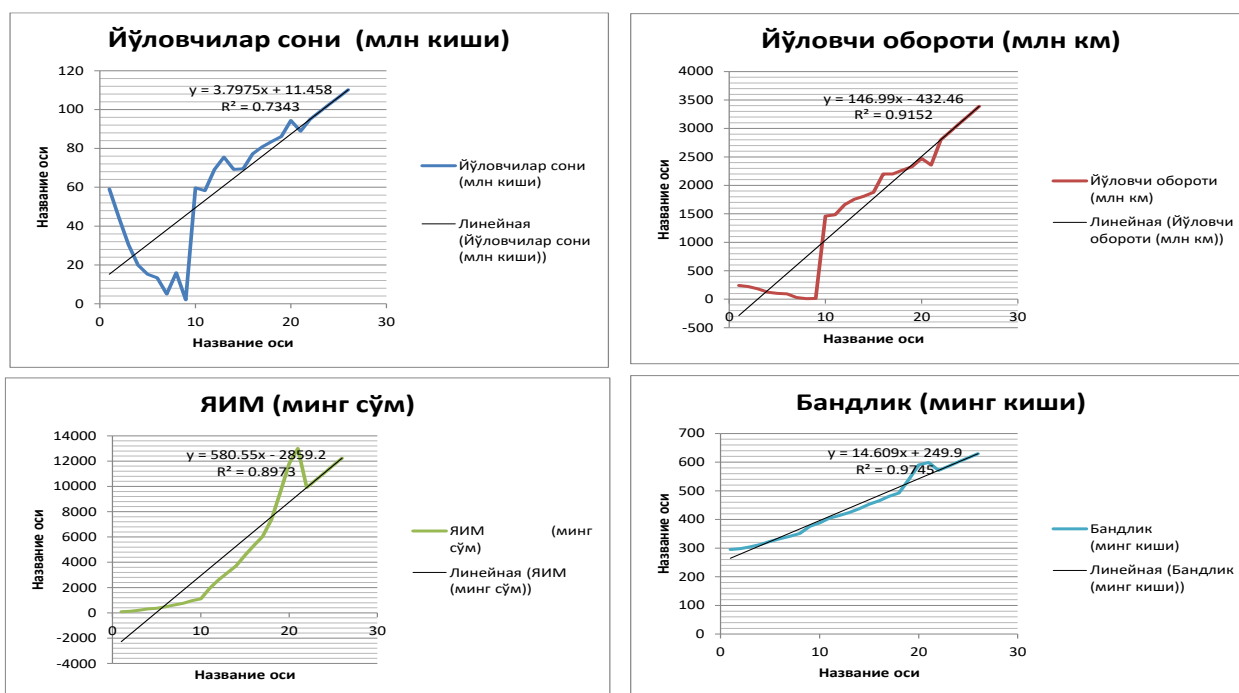 Йўловчилар сони (млн киши)
120
100
80
60
40
20
0
0
10
20
30
y = 3.7975x + 11.458
R² = 0.7343
Название оси
Название оси
Йўловчилар сони
(млн киши)
Линейная
(Йўловчилар сони
(млн киши))
Йўловчи обороти (млн км)
4000
3500
3000
2500
2000
1500
1000
500
0
-500
0
10
20
30
y = 146.99x - 432.46
R² = 0.9152
Название оси
Название оси
Йўловчи обороти
(млн км)
Линейная (Йўловчи
обороти (млн км))
ЯИМ (минг сўм)
14000
12000
10000
8000
6000
4000
2000
0
-2000
-4000
0
10
20
30
y = 580.55x - 2859.2
R² = 0.8973
Название оси
Название оси
ЯИМ (минг
сўм)
Линейная (ЯИМ
(минг сўм))
Бандлик (минг киши)
700
600
500
400
300
200
100
0
0
10
20
30
y = 14.609x + 249.9
R² = 0.9745
Название оси
Название оси
Бандлик
(минг киши)
Линейная (Бандлик
(минг киши))